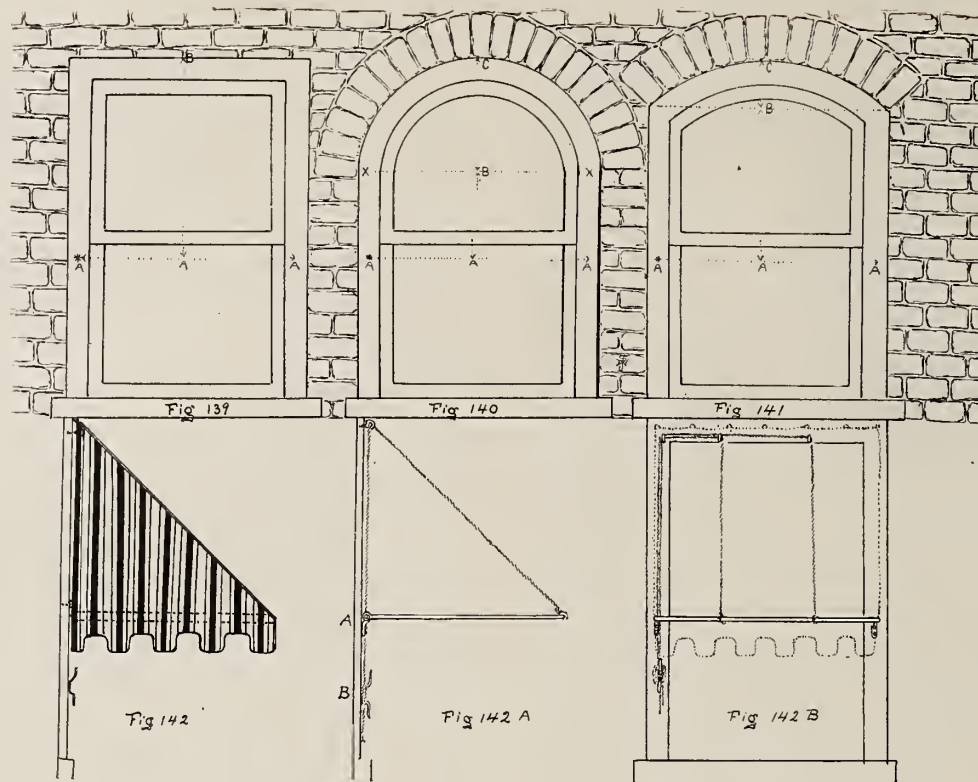 B
A A A
Fig 139
C
X B X
A A A
Fig 140
C
B
A A A
Fig 141
Fig 142
A
B
Fig 142 A
Fig 142 B